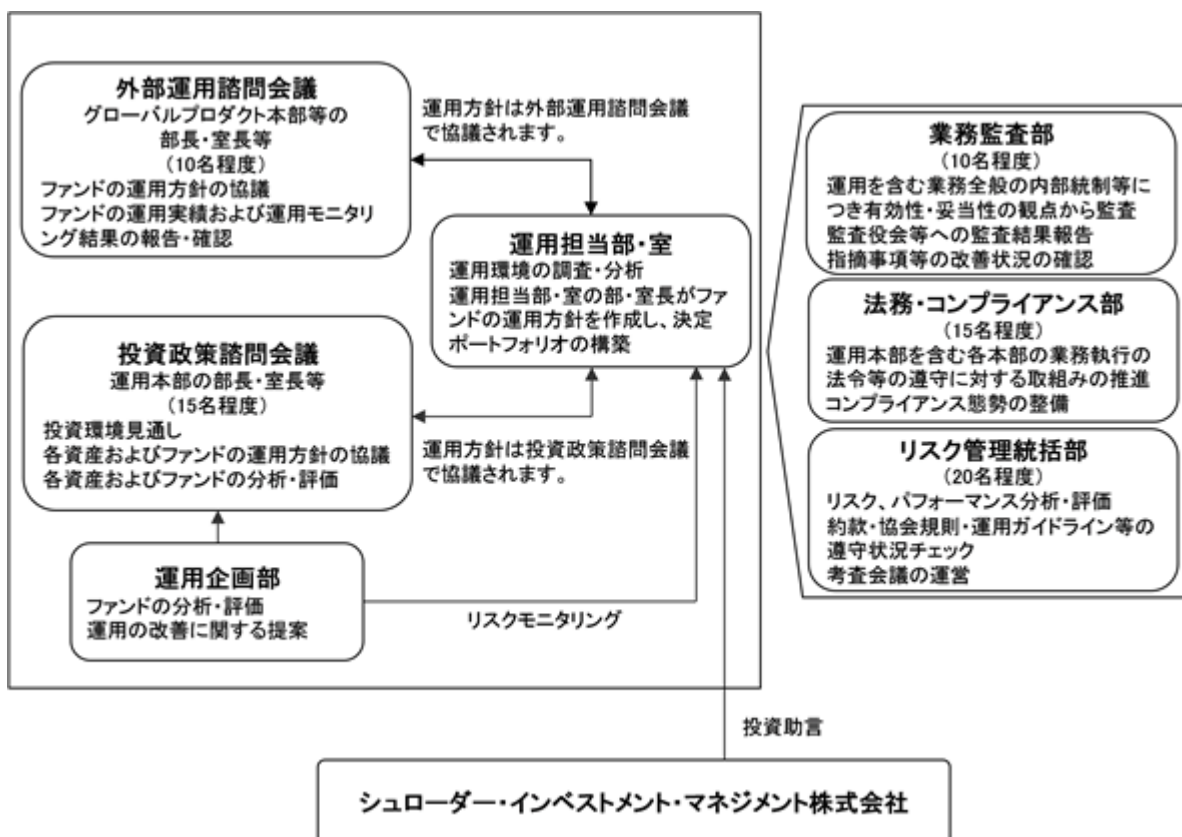 外部運用諮問会議
グローバルプロダクト本部等の
部長・室長等
(10名程度)
ファンドの運用方針の協議
ファンドの運用実績および運用モニタリ
ング結果の報告・確認
運用方針は外部運用諮問会議
で協議されます。
運用担当部・室
運用環境の調査・分析
運用担当部・室の部・室長がファ
ンドの運用方針を作成し、決定
ポートフォリオの構築
投資政策諮問会議
運用本部の部長・室長等
(15名程度)
投資環境見通し
各資産およびファンドの運用方針の協議
各資産およびファンドの分析・評価
運用方針は投資政策諮問会議
で協議されます。
運用企画部
ファンドの分析・評価
運用の改善に関する提案
リスクモニタリング
業務監査部
(10名程度)
運用を含む業務全般の内部統制等に
つき有効性・妥当性の観点から監査
監査役会等への監査結果報告
指摘事項等の改善状況の確認
法務・コンプライアンス部
(15名程度)
運用本部を含む各本部の業務執行の
法令等の遵守に対する取組みの推進
コンプライアンス態勢の整備
リスク管理統括部
(20名程度)
リスク、パフォーマンス分析・評価
約款・協会規則・運用ガイドライン等の
遵守状況チェック
考査会議の運営
投資助言
シュローダー・インベストメント・マネジメント株式会社